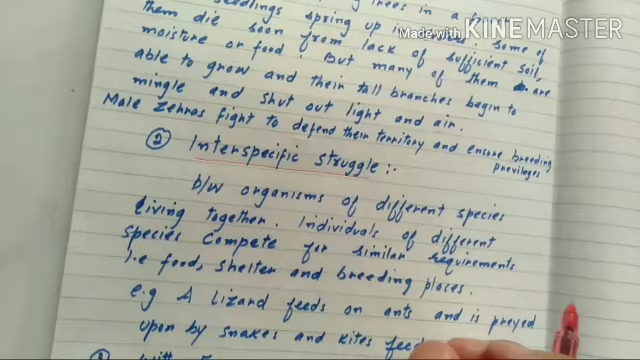 seedlings spring up in
trees in a
some of
them die soon from lack of sufficient soil,
moisture or food. But many of them are
able to grow and their tall branches begin to
mingle and shut out light and air.
Male Zebras fight to defend their territory and ensure breeding
previleges
② Interspecific Struggle:-
b/w organisms of different species
living together. Individuals of different
species compete for similar requirements
i.e food, shelter and breeding places.
e.g A lizard feeds on ants and is preyed
upon by snakes and kites
Made with KINEMASTER